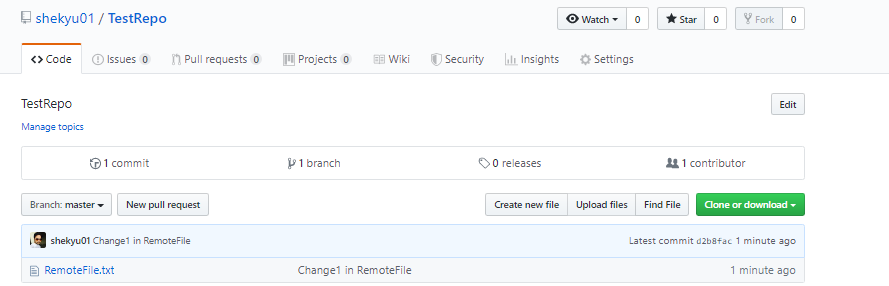 shekyu01 / TestRepo Watch 0 Star 0 Fork 0
Code Issues 0 Pull requests 0 Projects 0 Wiki Security Insights Settings
TestRepo Edit
Manage topics
1 commit 1 branch 0 releases 1 contributor
Branch: master New pull request Create new file Upload files Find File Clone or download
shekyu01 Change1 in RemoteFile Latest commit d2b8fac 1 minute ago
RemoteFile.txt Change1 in RemoteFile 1 minute ago